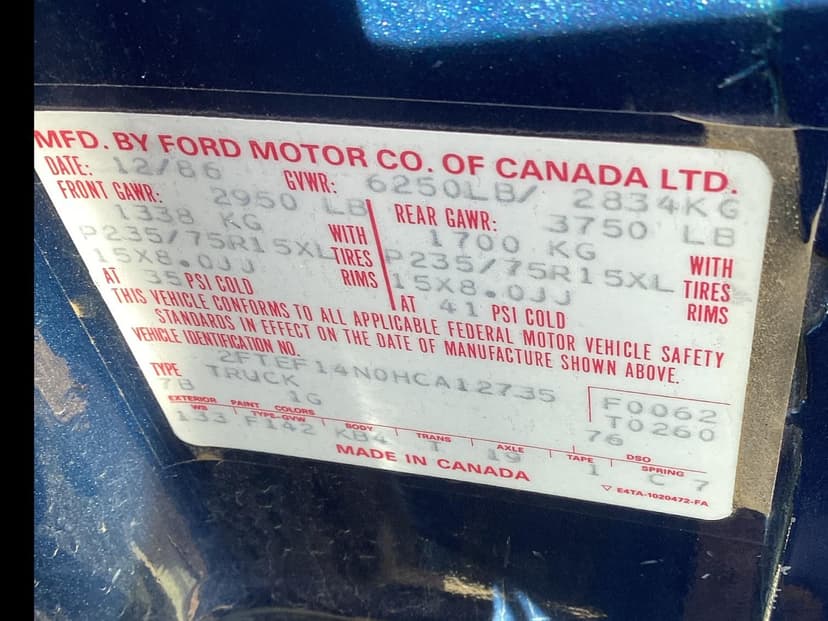 MFD. BY FORD MOTOR CO. OF CANADA LTD.
DATE: 12/86 GVWR: 6250LB/ 2834KG
FRONT GAWR: 2950 LB REAR GAWR: 3750 LB
1338 KG WITH 1700 KG WITH
P235/75R15XL TIRES P235/75R15XL TIRES
15X8.0JJ RIMS 15X8.0JJ RIMS
AT 35 PSI COLD AT 41 PSI COLD
THIS VEHICLE CONFORMS TO ALL APPLICABLE FEDERAL MOTOR VEHICLE SAFETY
STANDARDS IN EFFECT ON THE DATE OF MANUFACTURE SHOWN ABOVE.
VEHICLE IDENTIFICATION NO.
2FTEF14N0HCA12735
TYPE TRUCK F0062
7B 1G T0260
76
EXTERIOR PAINT COLORS DSO
WB TYPE-GVW BODY TRANS AXLE TAPE SPRING
133 F142 KB4 T 19 1 C 7
MADE IN CANADA
▽ E4TA-1020472-FA